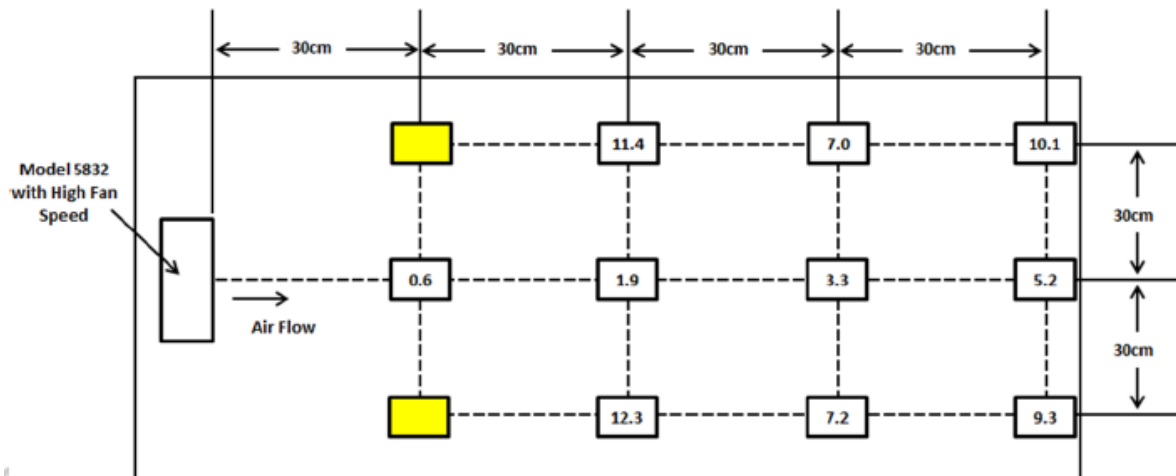 30cm 30cm 30cm 30cm
11.4 7.0 10.1
Model 5832
with High Fan
Speed
30cm
0.6 1.9 3.3 5.2
Air Flow
30cm
12.3 7.2 9.3